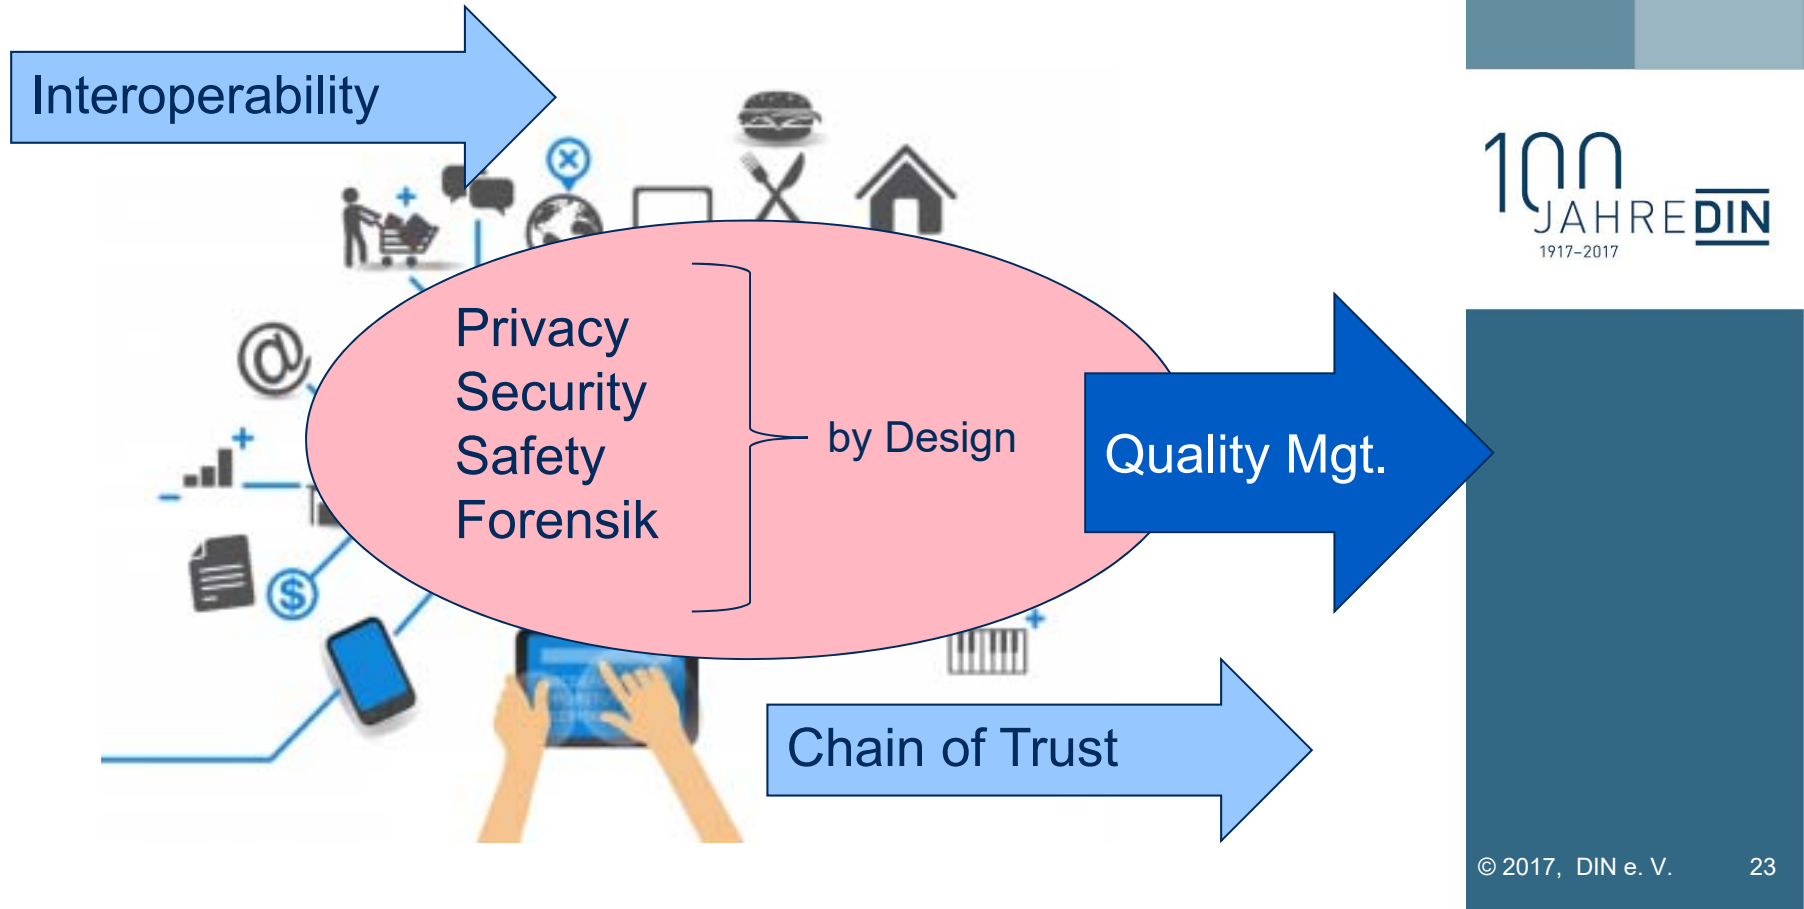 Interoperability
Privacy
Security
Safety
Forensik
by Design
Quality Mgt.
Chain of Trust
100
JAHRE DIN
1917–2017
@
$
© 2017, DIN e. V. 23